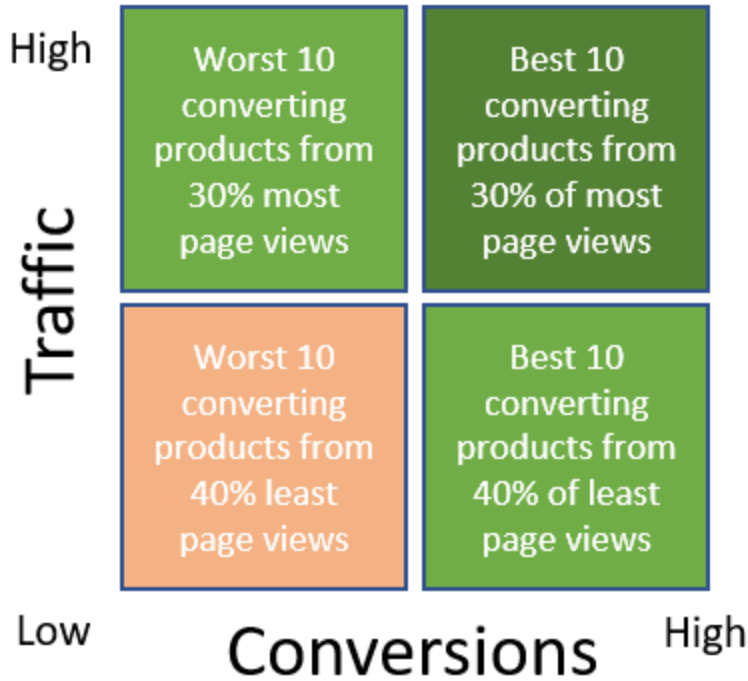 High
Worst 10
converting
products from
30% most
page views
Best 10
converting
products from
30% of most
page views
Traffic
Worst 10
converting
products from
40% least
page views
Best 10
converting
products from
40% of least
page views
Low
Conversions
High